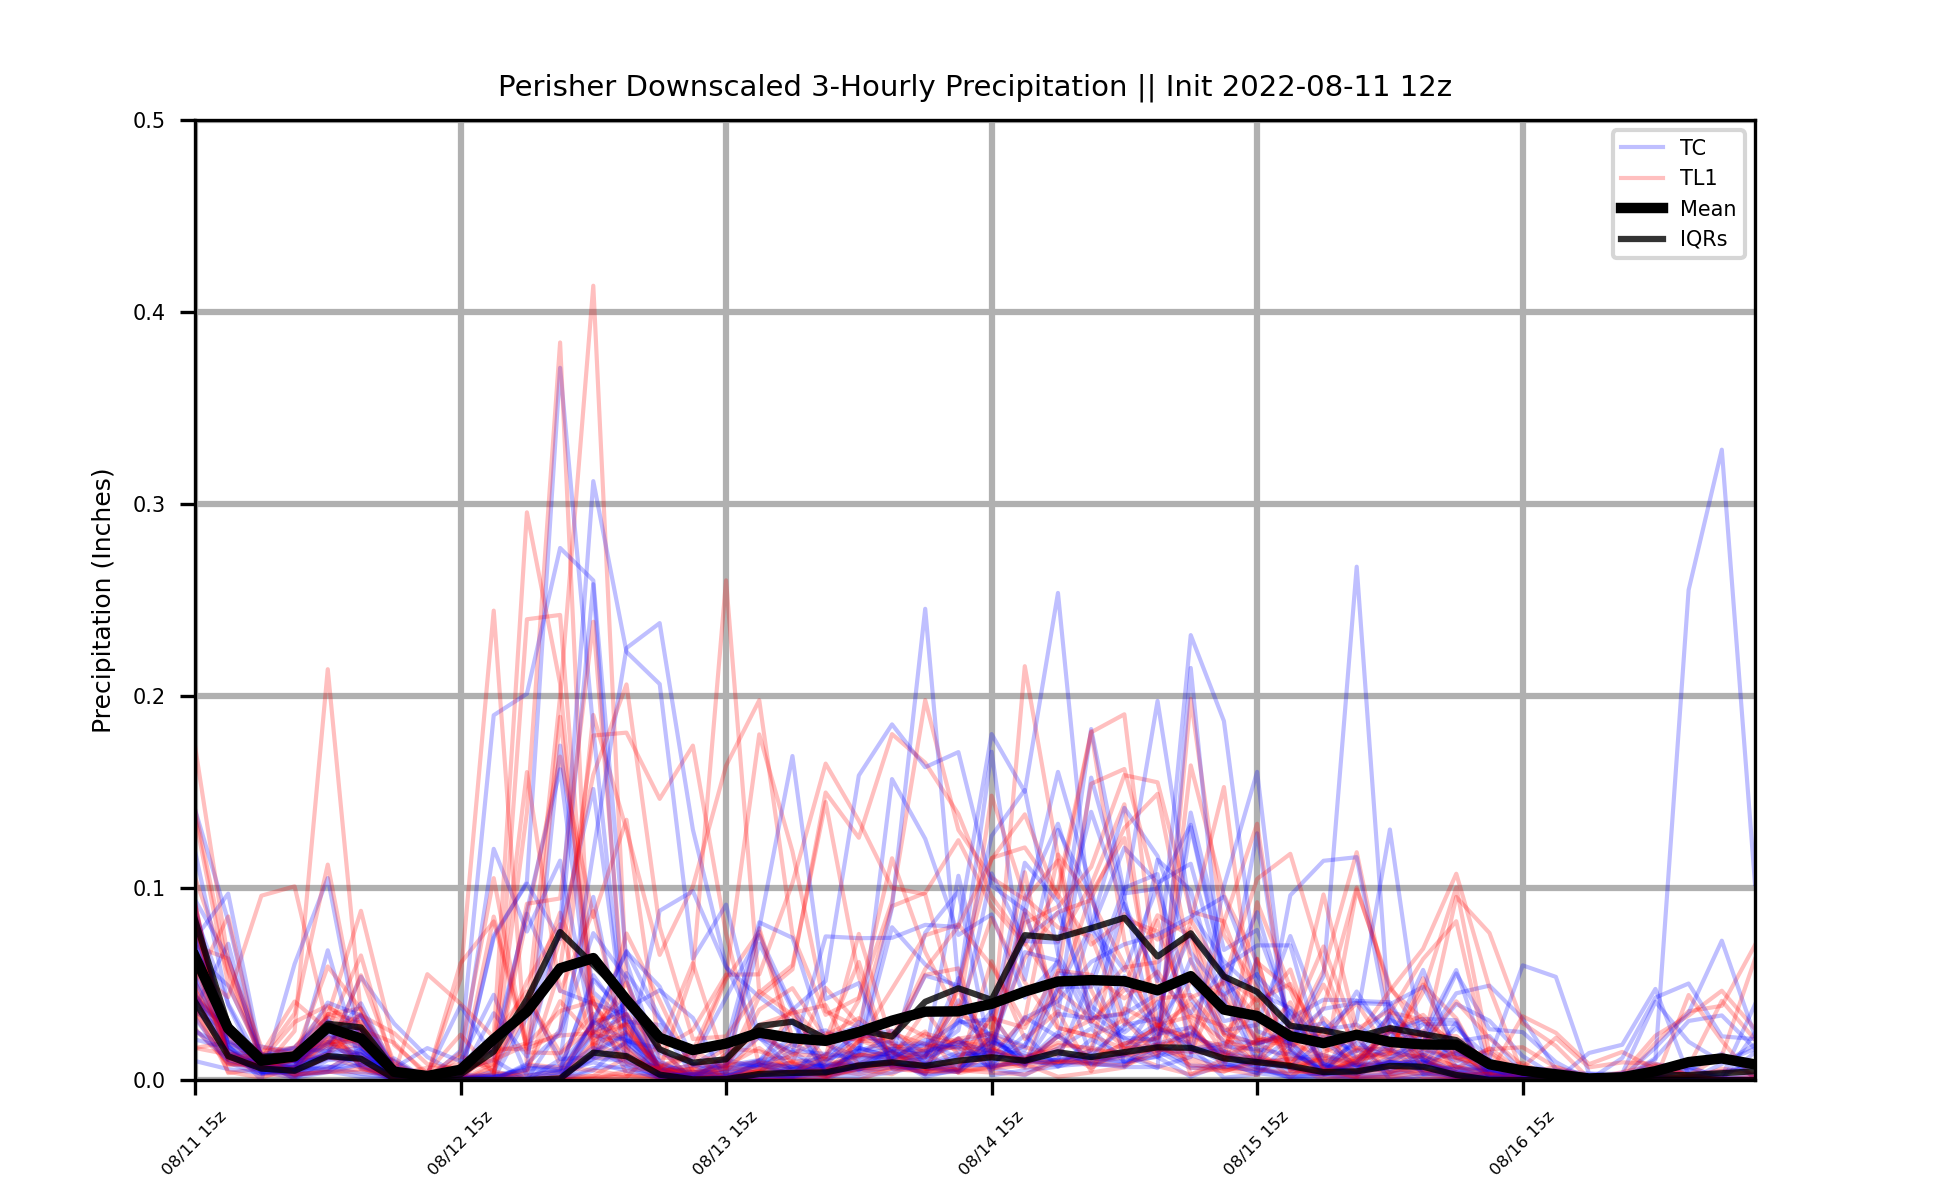 Perisher Downscaled 3-Hourly Precipitation || Init 2022-08-11 12z
TC
TL1
Mean
IQRs
Precipitation (Inches)
0.5
0.4
0.3
0.2
0.1
0.0
08/11 15z
08/12 15z
08/13 15z
08/14 15z
08/15 15z
08/16 15z